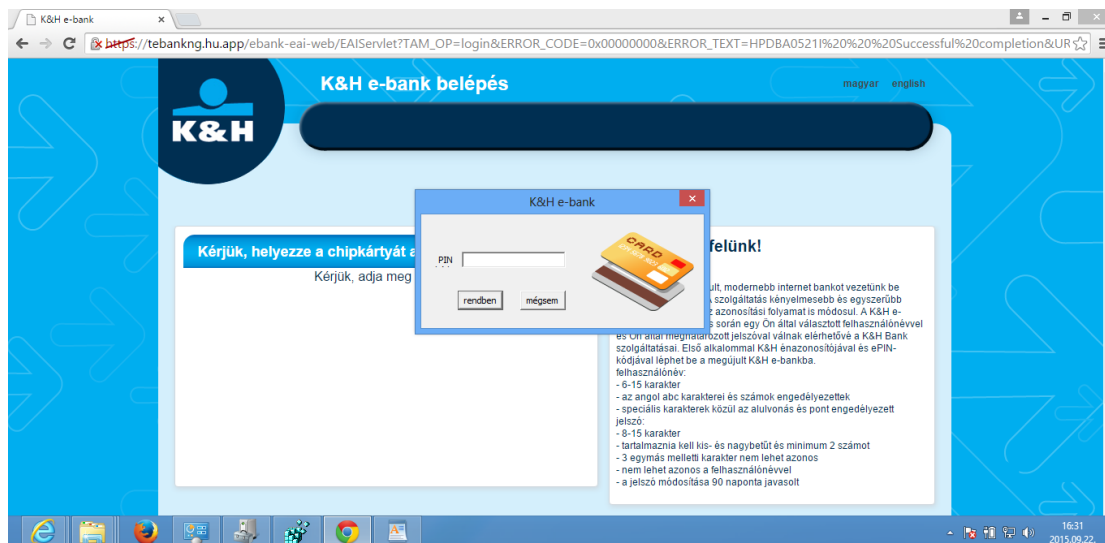 K&H e-bank
https://tebankng.hu.app/ebank-eai-web/EAIServlet?TAM_OP=login&ERROR_CODE=0x00000000&ERROR_TEXT=HPDBA0521I%20%20%20Successful%20completion&UR
K&H e-bank belépés
magyar english
K&H
K&H e-bank
Kérjük, helyezze a chipkártyát a
Kérjük, adja meg
PIN
rendben mégsem
CARD
felünk!
ult, modernebb internet bankot vezetünk be
szolgáltatás kényelmesebb és egyszerűbb
azonosítási folyamat is módosul. A K&H e-
s során egy Ön által választott felhasználónévvel
és Ön által meghatározott jelszóval válnak elérhetővé a K&H Bank
szolgáltatásai. Első alkalommal K&H énazonosítójával és ePIN-
kódjával léphet be a megújult K&H e-bankba.
felhasználónév:
- 6-15 karakter
- az angol abc karakterei és számok engedélyezettek
- speciális karakterek közül az alulvonás és pont engedélyezett
jelszó:
- 8-15 karakter
- tartalmaznia kell kis- és nagybetűt és minimum 2 számot
- 3 egymás melletti karakter nem lehet azonos
- nem lehet azonos a felhasználónévvel
- a jelszó módosítása 90 naponta javasolt
16:31
2015.09.22.